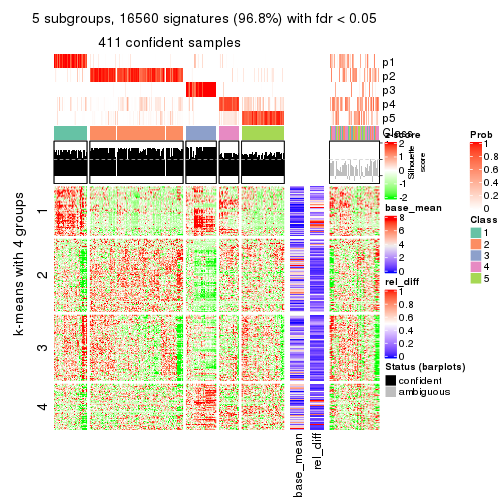 5 subgroups, 16560 signatures (96.8%) with fdr < 0.05
411 confident samples
p1
p2
p3
p4
p5
Class
z-score
2
1
0
-1
-2
Silhouette
score
k-means with 4 groups
1
2
3
4
base_mean
rel_diff
base_mean
8
6
4
2
0
rel_diff
1
0.8
0.6
0.4
0.2
0
Status (barplots)
confident
ambiguous
Prob
1
0.8
0.6
0.4
0.2
0
Class
1
2
3
4
5